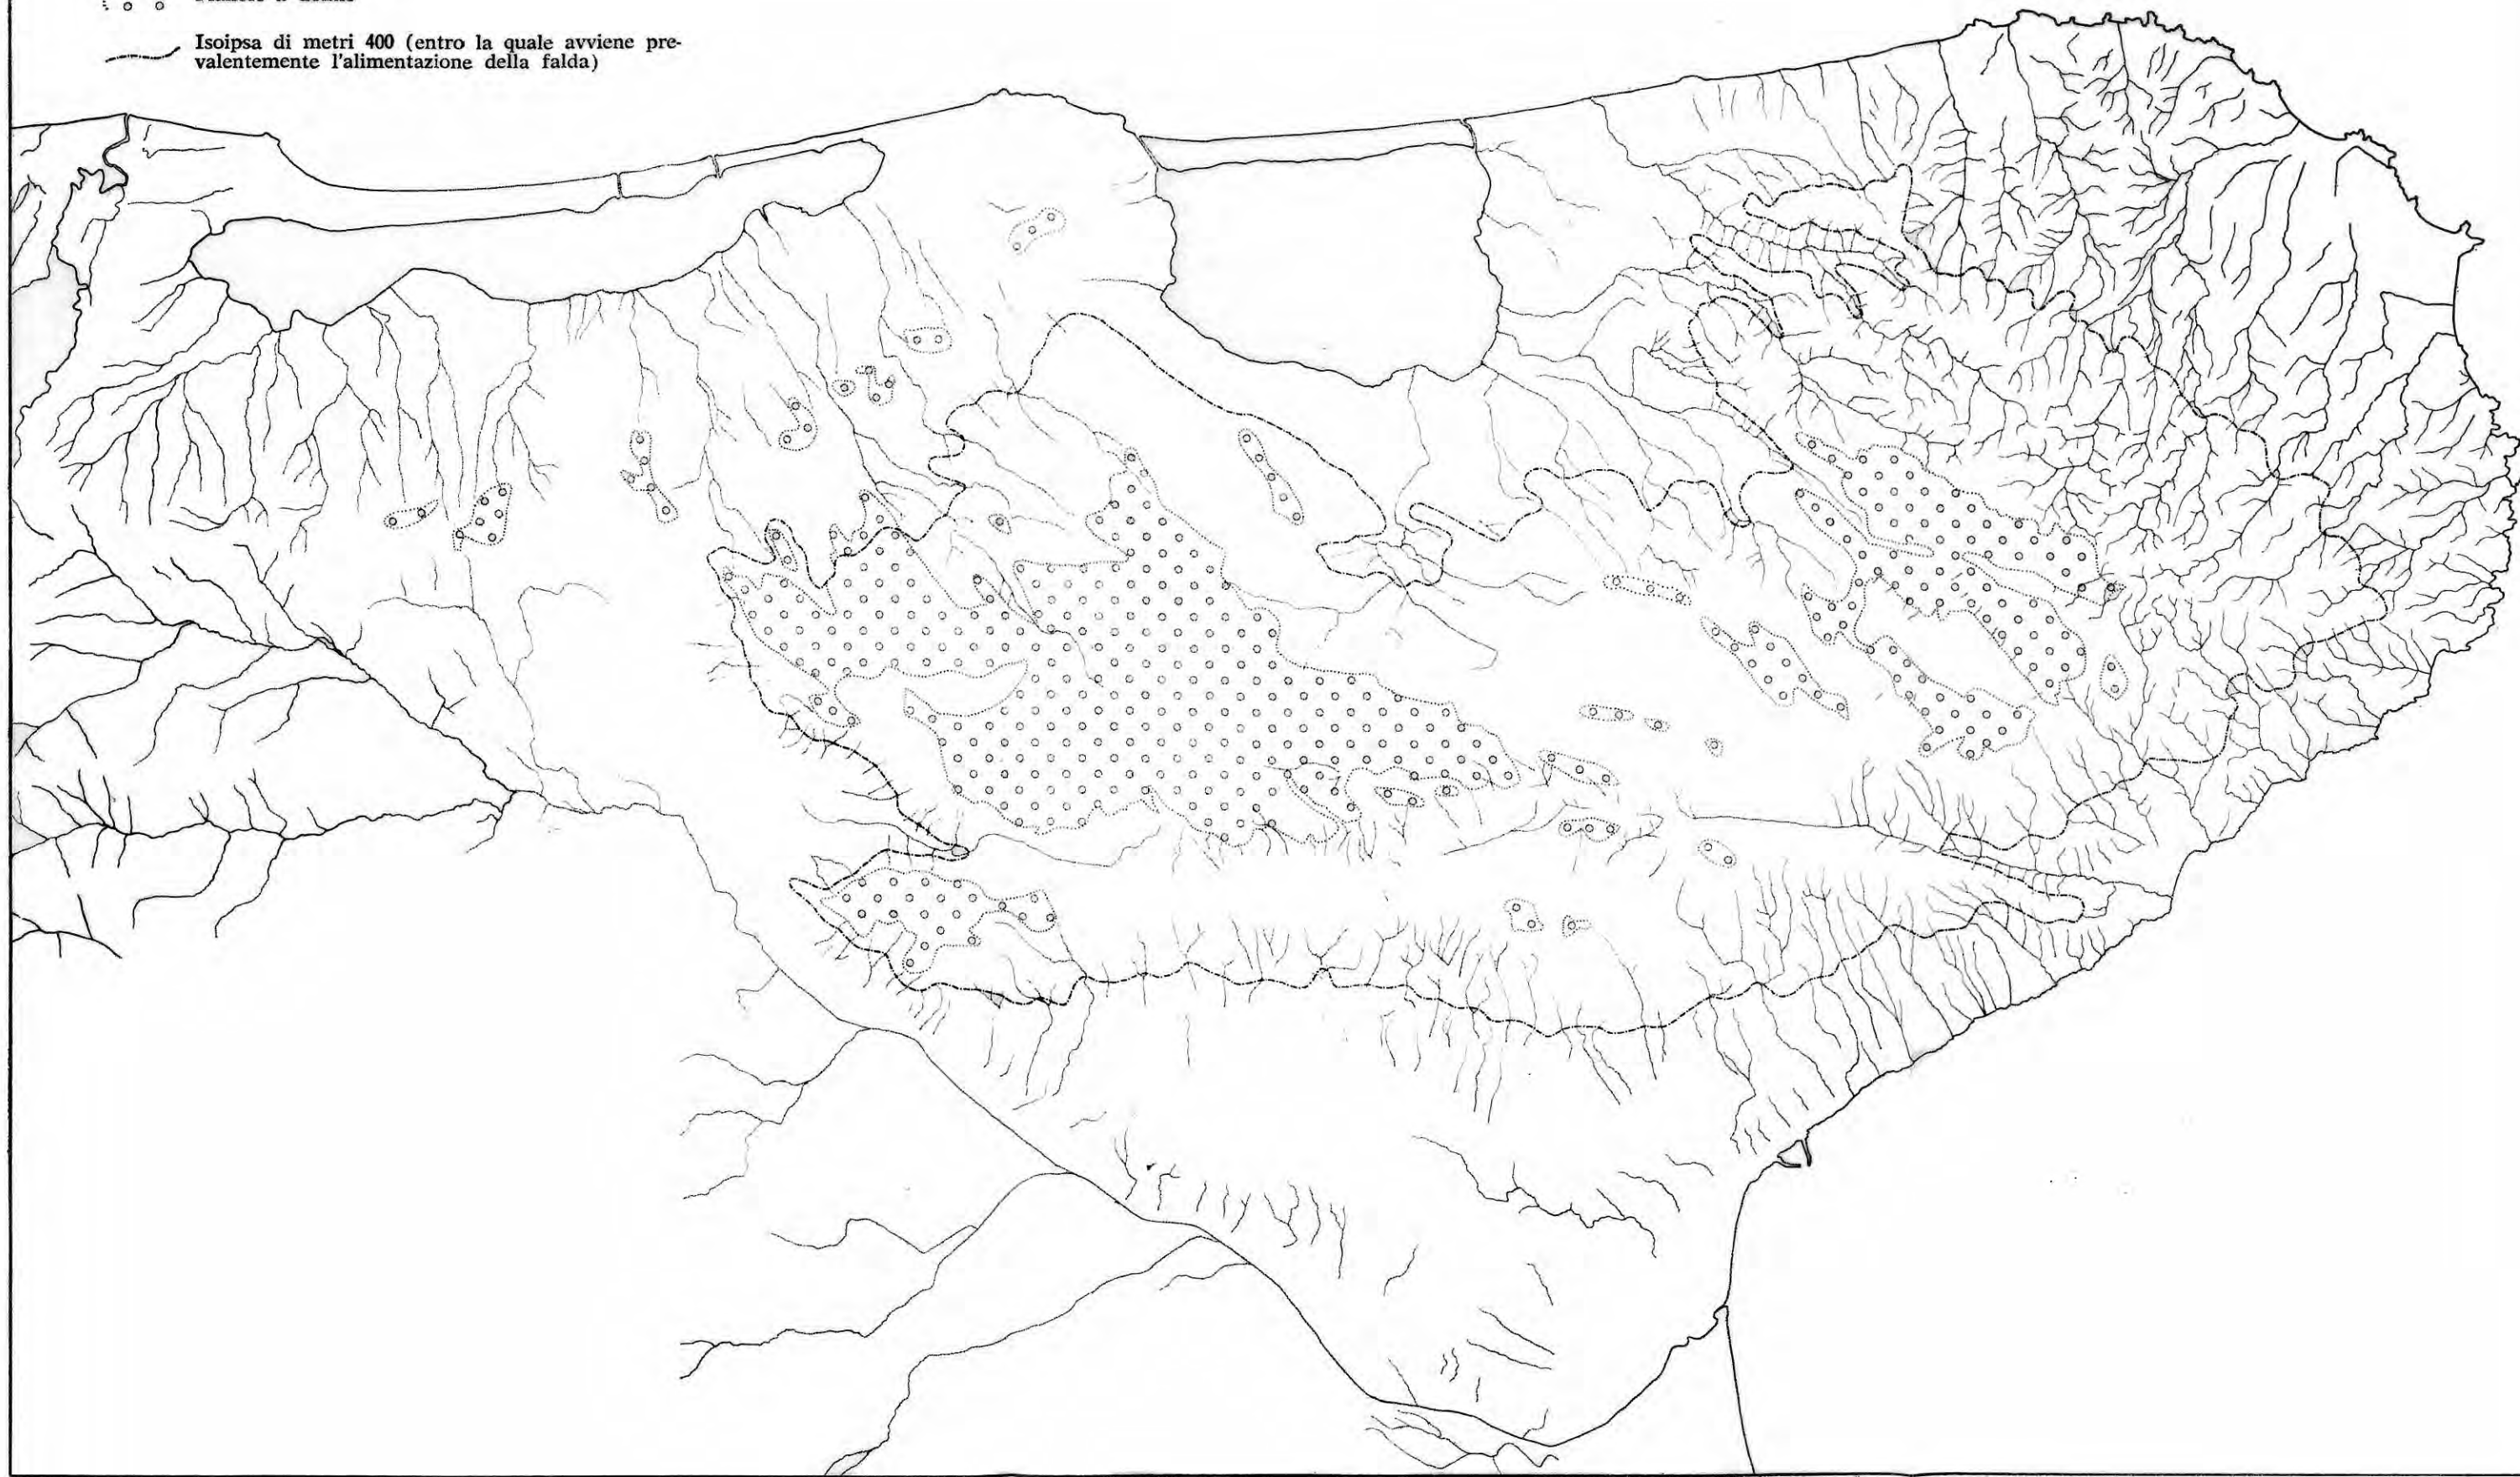 Isoipsa di metri 400 (entro la quale avviene pre-
valentemente l'alimentazione della falda)